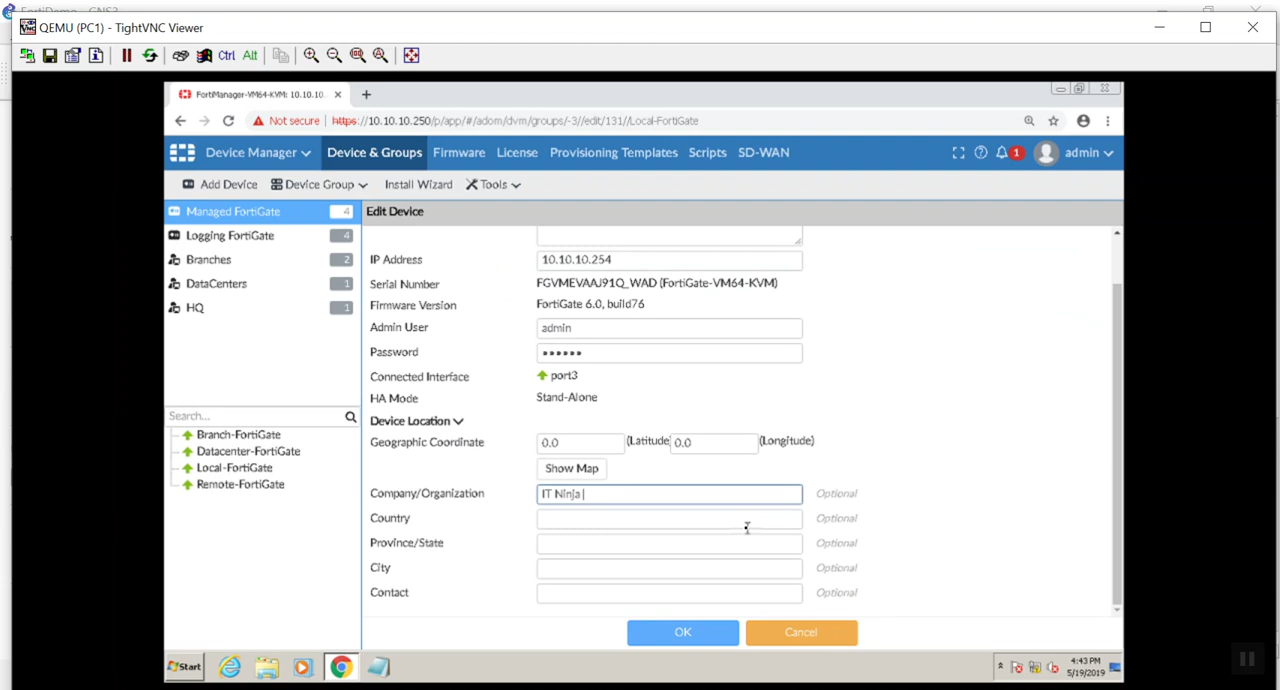 QEMU (PC1) - TightVNC Viewer
Ctrl Alt
FortiManager-VM64-KVM: 10.10.10.
Not secure | https://10.10.10.250/p/app/#/adom/dvm/groups/-3//edit/131//Local-FortiGate
Device Manager Device & Groups Firmware License Provisioning Templates Scripts SD-WAN 1 admin
Add Device Device Group Install Wizard Tools
Managed FortiGate 4
Logging FortiGate 4
Branches 2
DataCenters 1
HQ 1
Search...
Branch-FortiGate
Datacenter-FortiGate
Local-FortiGate
Remote-FortiGate
Edit Device
IP Address 10.10.10.254
Serial Number FGVMEVAAJ91Q_WAD (FortiGate-VM64-KVM)
Firmware Version FortiGate 6.0, build76
Admin User admin
Password ••••••
Connected Interface port3
HA Mode Stand-Alone
Device Location
Geographic Coordinate 0.0 (Latitude 0.0 (Longitude)
Show Map
Company/Organization IT Ninja Optional
Country Optional
Province/State Optional
City Optional
Contact Optional
OK Cancel
Start 4:43 PM
5/19/2019